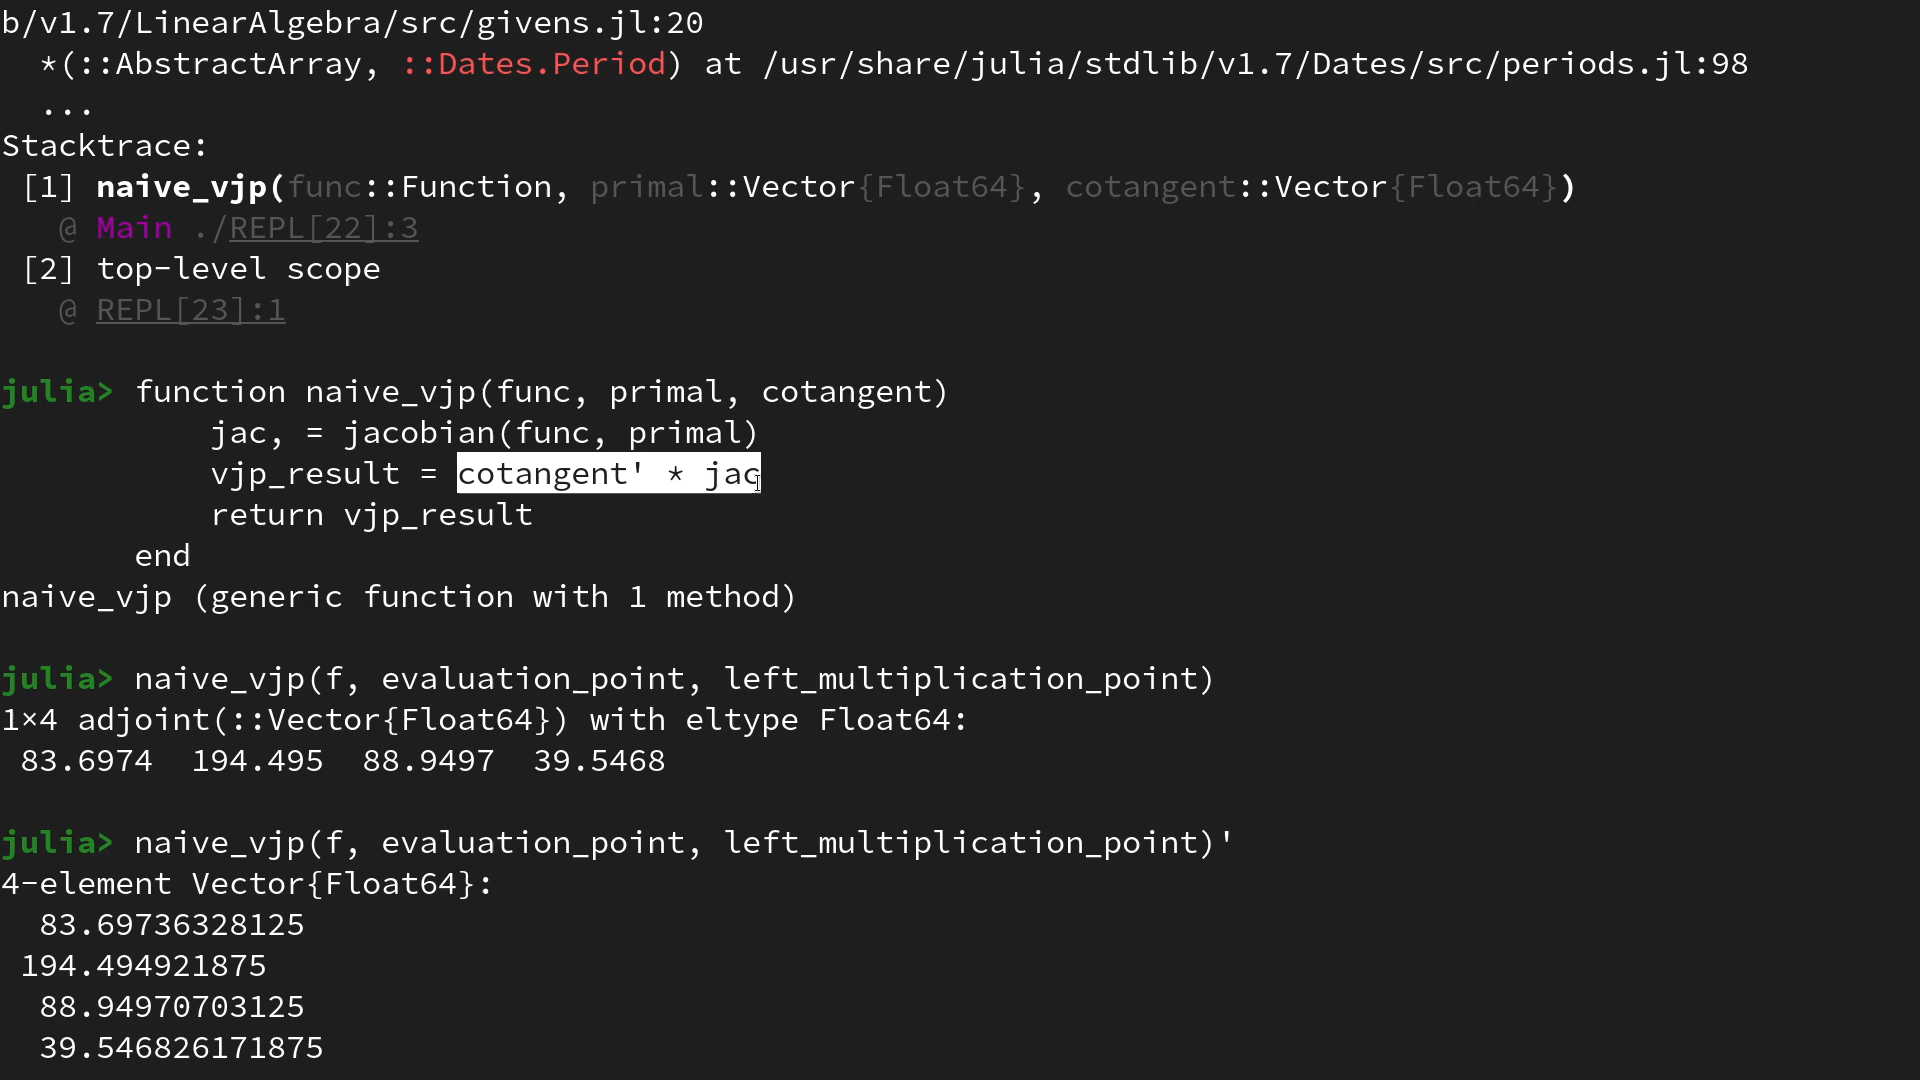 b/v1.7/LinearAlgebra/src/givens.jl:20
  *(::AbstractArray, ::Dates.Period) at /usr/share/julia/stdlib/v1.7/Dates/src/periods.jl:98
  ...
Stacktrace:
 [1] naive_vjp(func::Function, primal::Vector{Float64}, cotangent::Vector{Float64})
   @ Main ./REPL[22]:3
 [2] top-level scope
   @ REPL[23]:1
julia> function naive_vjp(func, primal, cotangent)
           jac, = jacobian(func, primal)
           vjp_result = cotangent' * jac
           return vjp_result
       end
naive_vjp (generic function with 1 method)
julia> naive_vjp(f, evaluation_point, left_multiplication_point)
1×4 adjoint(::Vector{Float64}) with eltype Float64:
 83.6974  194.495  88.9497  39.5468
julia> naive_vjp(f, evaluation_point, left_multiplication_point)'
4-element Vector{Float64}:
  83.69736328125
 194.494921875
  88.94970703125
  39.546826171875